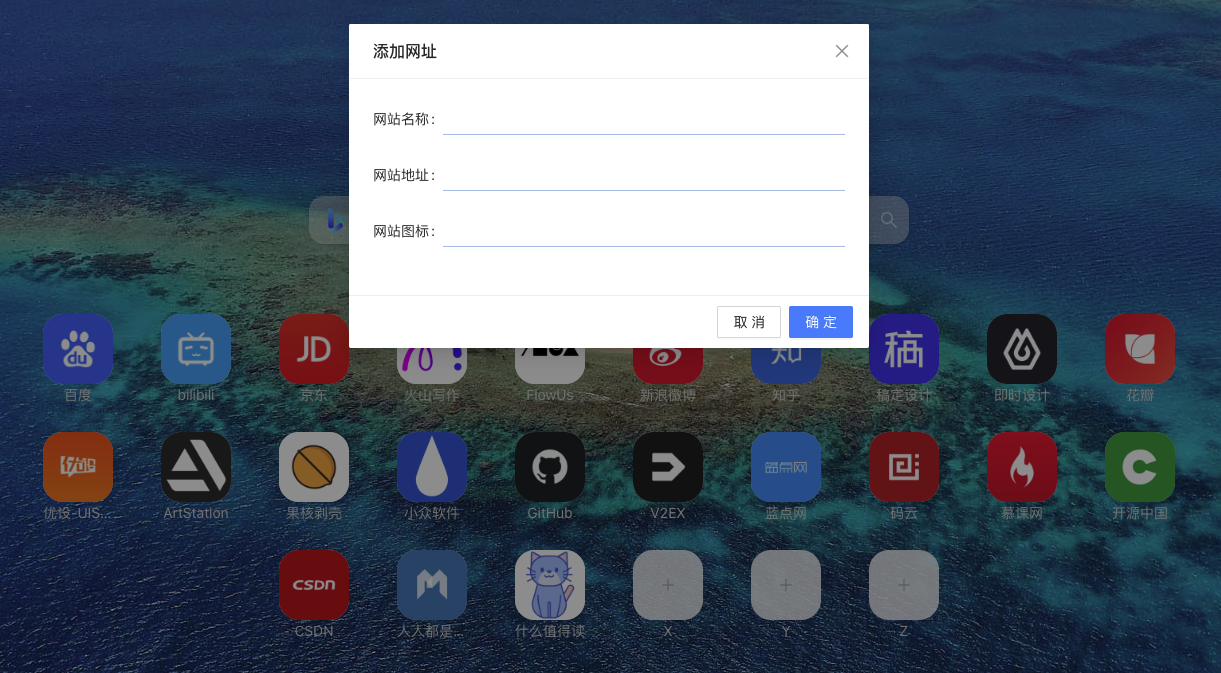 添加网址
网站名称：
网站地址：
网站图标：
取 消
确 定
du
JD
知
稿
百度
bilibili
京东
火山写作
FlowUs
新浪微博
知乎
稿定设计
即时设计
花瓣
优设-UIS...
ArtStation
果核剥壳
小众软件
GitHub
V2EX
蓝点网
蓝点网
码云
慕课网
开源中国
CSDN
CSDN
人人都是...
什么值得读
X
Y
Z